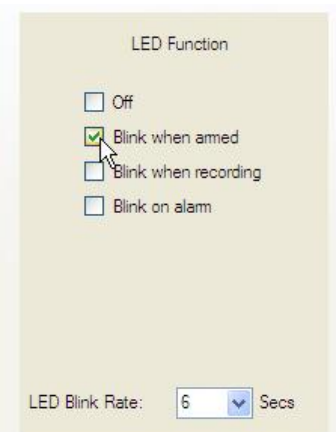 LED Function
Off
Blink when armed
Blink when recording
Blink on alarm
LED Blink Rate: 6 Secs